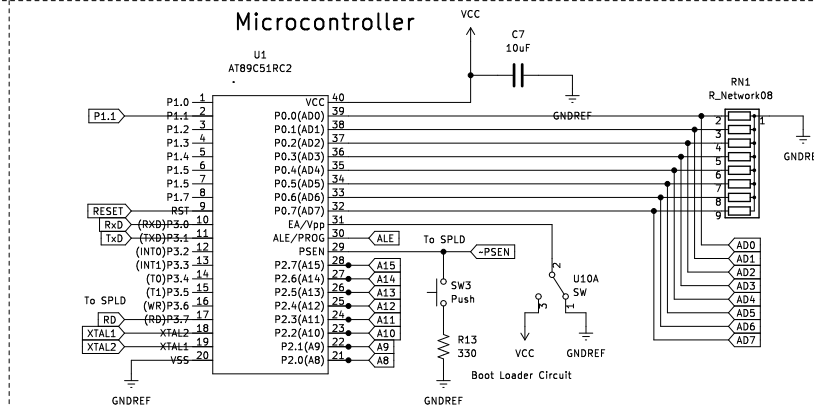 Microcontroller
VCC
C7
10uF
GNDREF
U1
AT89C51RC2
RN1
R_Network08
GNDREF
P1.0 1
P1.1 P1.1 2
P1.2 3
P1.3 4
P1.4 5
P1.5 6
P1.5 7
P1.7 8
RESET RST 9
RxD (RXD)P3.0 10
TxD (TXD)P3.1 11
(INT0)P3.2 12
(INT1)P3.3 13
(T0)P3.4 14
(T1)P3.5 15
To SPLD
(WR)P3.6 16
RD (RD)P3.7 17
XTAL1 XTAL2 18
XTAL2 XTAL1 19
VSS 20
GNDREF
VCC 40
P0.0(AD0) 39
P0.1(AD1) 38
P0.2(AD2) 37
P0.3(AD3) 36
P0.4(AD4) 35
P0.5(AD5) 34
P0.6(AD6) 33
P0.7(AD7) 32
EA/Vpp 31
ALE/PROG 30 ALE
PSEN 29 ~PSEN
P2.7(A15) 28 A15
P2.6(A14) 27 A14
P2.5(A13) 26 A13
P2.4(A12) 25 A12
P2.3(A11) 24 A11
P2.2(A10) 23 A10
P2.1(A9) 22 A9
P2.0(A8) 21 A8
To SPLD
SW3
Push
R13
330
GNDREF
2
U10A
SW
3 1
VCC
GNDREF
Boot Loader Circuit
2 1
3
4
5
6
7
8
9
AD0
AD1
AD2
AD3
AD4
AD5
AD6
AD7